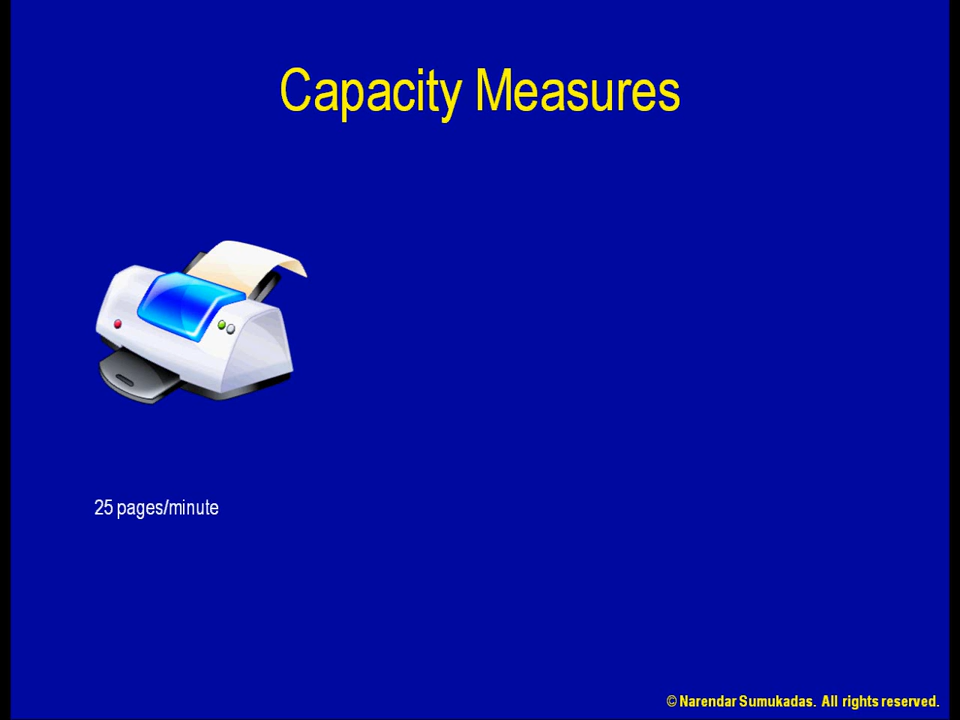 Capacity Measures
25 pages/minute
© Narendar Sumukadas. All rights reserved.